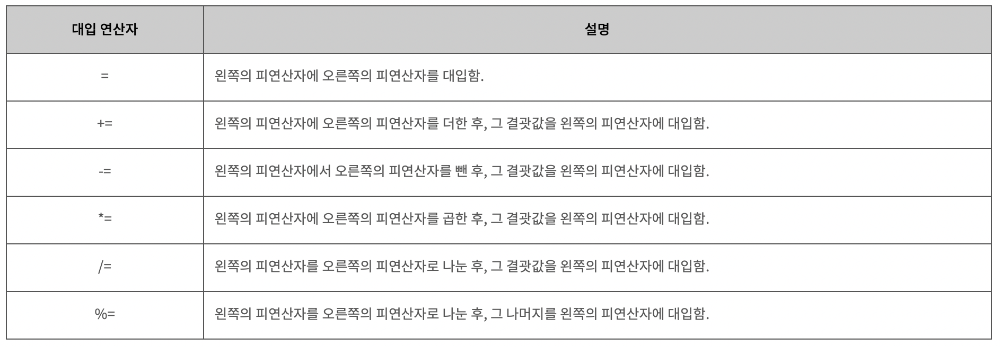 대입 연산자 설명
= 왼쪽의 피연산자에 오른쪽의 피연산자를 대입함.
+= 왼쪽의 피연산자에 오른쪽의 피연산자를 더한 후, 그 결괏값을 왼쪽의 피연산자에 대입함.
-= 왼쪽의 피연산자에서 오른쪽의 피연산자를 뺀 후, 그 결괏값을 왼쪽의 피연산자에 대입함.
*= 왼쪽의 피연산자에 오른쪽의 피연산자를 곱한 후, 그 결괏값을 왼쪽의 피연산자에 대입함.
/= 왼쪽의 피연산자를 오른쪽의 피연산자로 나눈 후, 그 결괏값을 왼쪽의 피연산자에 대입함.
%= 왼쪽의 피연산자를 오른쪽의 피연산자로 나눈 후, 그 나머지를 왼쪽의 피연산자에 대입함.